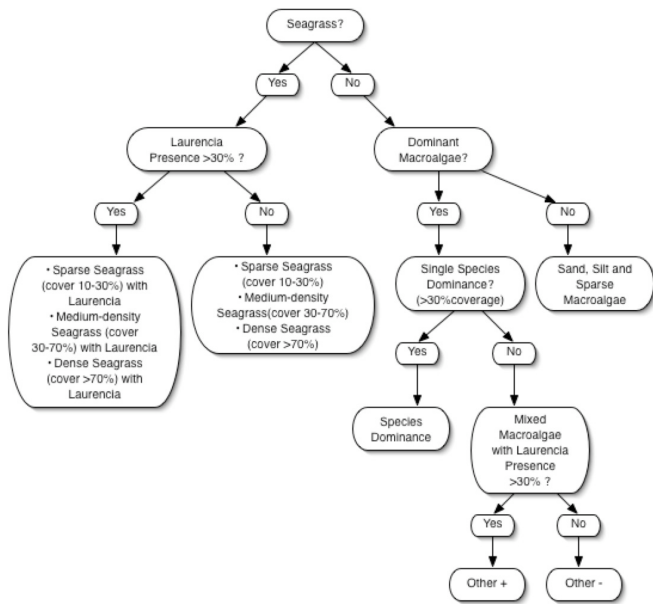 Seagrass?
Yes
No
Laurencia
Presence >30% ?
Dominant
Macroalgae?
Yes
No
Yes
No
• Sparse Seagrass
(cover 10-30%) with
Laurencia
• Medium-density
Seagrass (cover
30-70%) with Laurencia
• Dense Seagrass
(cover >70%) with
Laurencia
• Sparse Seagrass
(cover 10-30%)
• Medium-density
Seagrass(cover 30-70%)
• Dense Seagrass
(cover >70%)
Single Species
Dominance?
(>30%coverage)
Sand, Silt and
Sparse
Macroalgae
Yes
No
Species
Dominance
Mixed
Macroalgae
with Laurencia
Presence
>30% ?
Yes
No
Other +
Other -